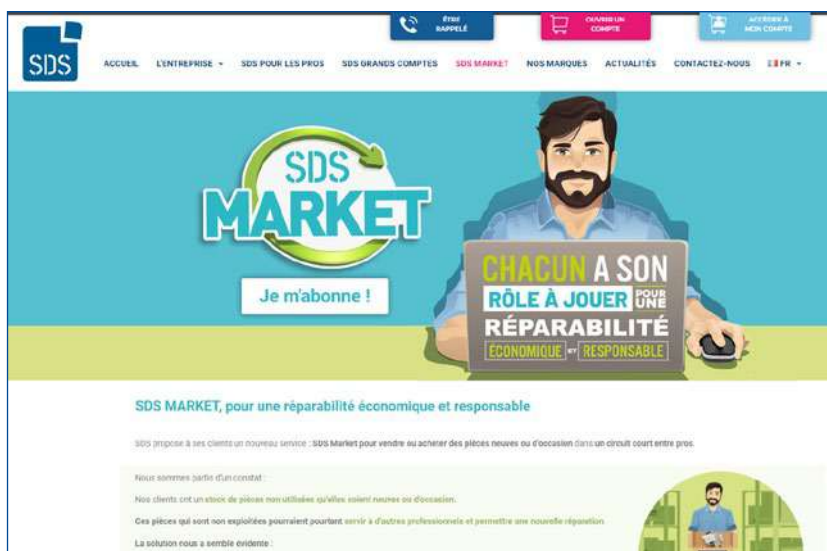 ÊTRE
RAPPELÉ
OUVRIR UN
COMPTE
ACCÉDER À
MON COMPTE
SDS
ACCUEIL L'ENTREPRISE SDS POUR LES PROS SDS GRANDS COMPTES SDS MARKET NOS MARQUES ACTUALITÉS CONTACTEZ-NOUS FR
SDS
MARKET
Je m'abonne !
CHACUN A SON
RÔLE À JOUER POUR UNE
RÉPARABILITÉ
ÉCONOMIQUE ET RESPONSABLE
SDS MARKET, pour une réparabilité économique et responsable
SDS propose à ses clients un nouveau service : SDS Market pour vendre ou acheter des pièces neuves ou d'occasion dans un circuit court entre pros.
Nous sommes partis d'un constat :
Nos clients ont un stock de pièces non utilisées qu'elles soient neuves ou d'occasion.
Ces pièces qui sont non exploitées pourraient pourtant servir à d'autres professionnels et permettre une nouvelle réparation.
La solution nous a semblé évidente :